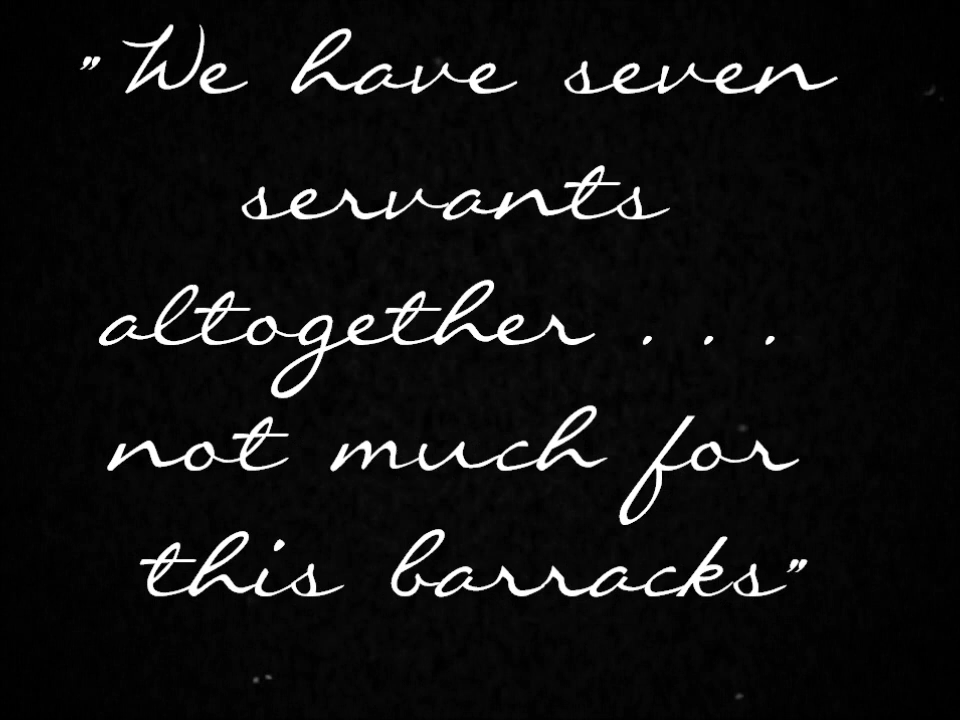 "We have seven
servants
altogether . . .
not much for
this barracks"